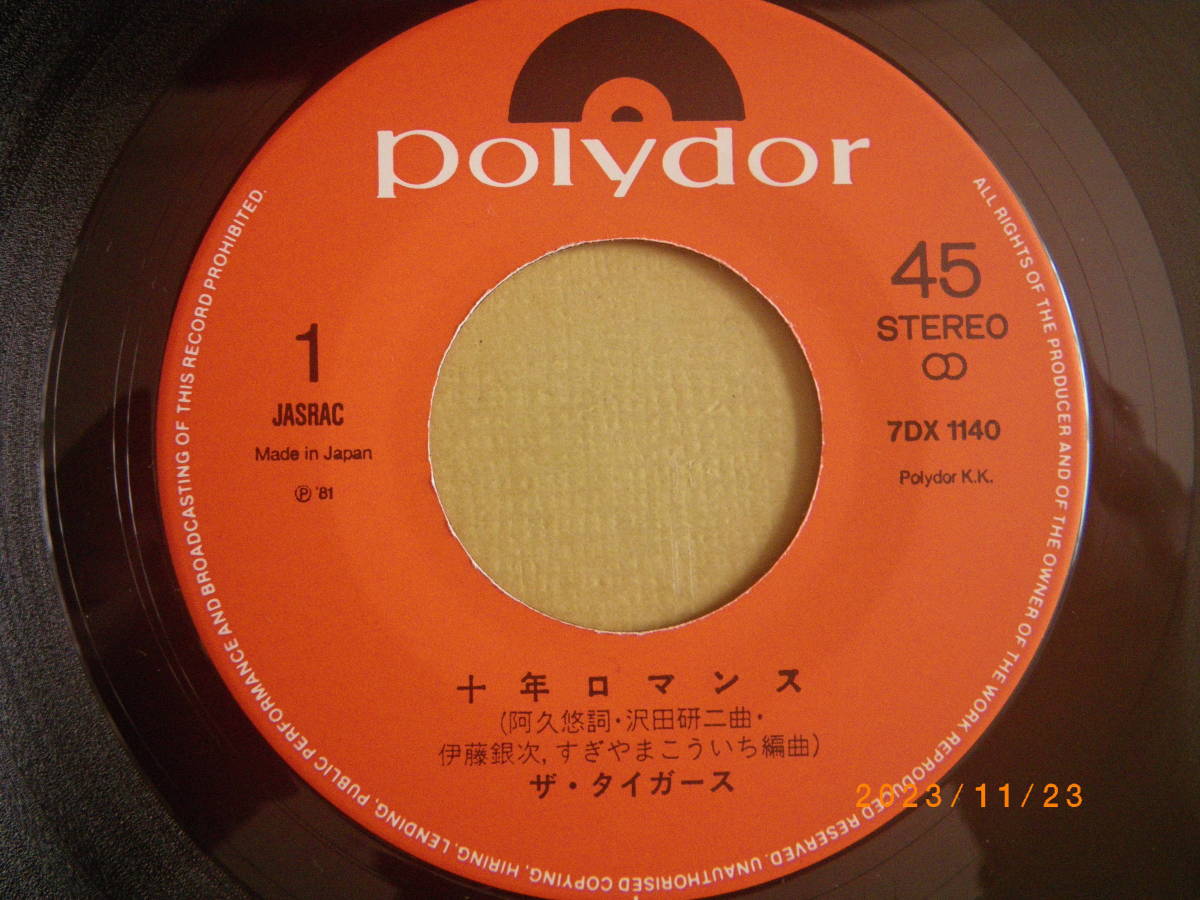 polydor
ALL RIGHTS OF THE PRODUCER AND OF THE OWNER OF THE WORK REPRODUCED RESERVED. UNAUTHORISED COPYING, HIRING, LENDING, PUBLIC PERFORMANCE AND BROADCASTING OF THIS RECORD PROHIBITED.
45
STEREO
7DX 1140
Polydor K.K.
1
JASRAC
Made in Japan
Ⓟ '81
十年ロマンス
(阿久悠詞・沢田研二曲・
伊藤銀次,すぎやまこういち編曲)
ザ・タイガース
2023/11/23